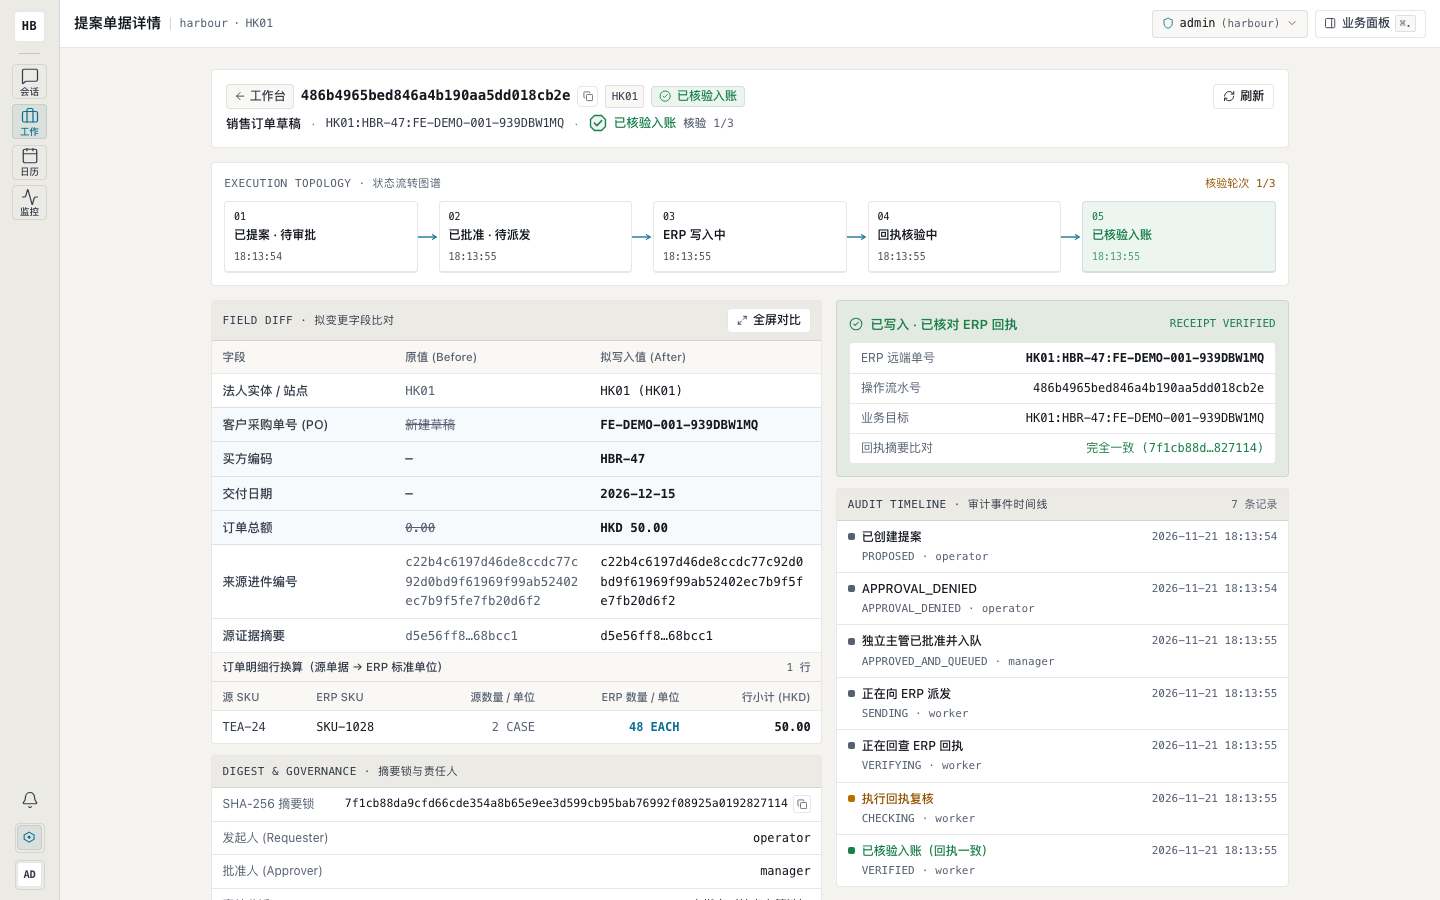 HB
会话
工作
日历
监控
AD
提案单据详情
harbour · HK01
admin (harbour)
业务面板 ⌘.
← 工作台
486b4965bed846a4b190aa5dd018cb2e
HK01
已核验入账
刷新
销售订单草稿 · HK01:HBR-47:FE-DEMO-001-939DBW1MQ · 已核验入账 核验 1/3
EXECUTION TOPOLOGY · 状态流转图谱
核验轮次 1/3
01
已提案 · 待审批
18:13:54
02
已批准 · 待派发
18:13:55
03
ERP 写入中
18:13:55
04
回执核验中
18:13:55
05
已核验入账
18:13:55
FIELD DIFF · 拟变更字段比对
全屏对比
字段 原值 (Before) 拟写入值 (After)
法人实体 / 站点 HK01 HK01 (HK01)
客户采购单号 (PO) 新建草稿 FE-DEMO-001-939DBW1MQ
买方编码 — HBR-47
交付日期 — 2026-12-15
订单总额 0.00 HKD 50.00
来源进件编号
c22b4c6197d46de8ccdc77c
92d0bd9f61969f99ab52402
ec7b9f5fe7fb20d6f2
c22b4c6197d46de8ccdc77c92d0
bd9f61969f99ab52402ec7b9f5f
e7fb20d6f2
源证据摘要 d5e56ff8…68bcc1 d5e56ff8…68bcc1
订单明细行换算（源单据 → ERP 标准单位） 1 行
源 SKU ERP SKU 源数量 / 单位 ERP 数量 / 单位 行小计 (HKD)
TEA-24 SKU-1028 2 CASE 48 EACH 50.00
DIGEST & GOVERNANCE · 摘要锁与责任人
SHA-256 摘要锁 7f1cb88da9cfd66cde354a8b65e9ee3d599cb95bab76992f08925a0192827114
发起人 (Requester) operator
批准人 (Approver) manager
已写入 · 已核对 ERP 回执
RECEIPT VERIFIED
ERP 远端单号 HK01:HBR-47:FE-DEMO-001-939DBW1MQ
操作流水号 486b4965bed846a4b190aa5dd018cb2e
业务目标 HK01:HBR-47:FE-DEMO-001-939DBW1MQ
回执摘要比对 完全一致 (7f1cb88d…827114)
AUDIT TIMELINE · 审计事件时间线 7 条记录
已创建提案 2026-11-21 18:13:54
PROPOSED · operator
APPROVAL_DENIED 2026-11-21 18:13:54
APPROVAL_DENIED · operator
独立主管已批准并入队 2026-11-21 18:13:55
APPROVED_AND_QUEUED · manager
正在向 ERP 派发 2026-11-21 18:13:55
SENDING · worker
正在回查 ERP 回执 2026-11-21 18:13:55
VERIFYING · worker
执行回执复核 2026-11-21 18:13:55
CHECKING · worker
已核验入账（回执一致） 2026-11-21 18:13:55
VERIFIED · worker